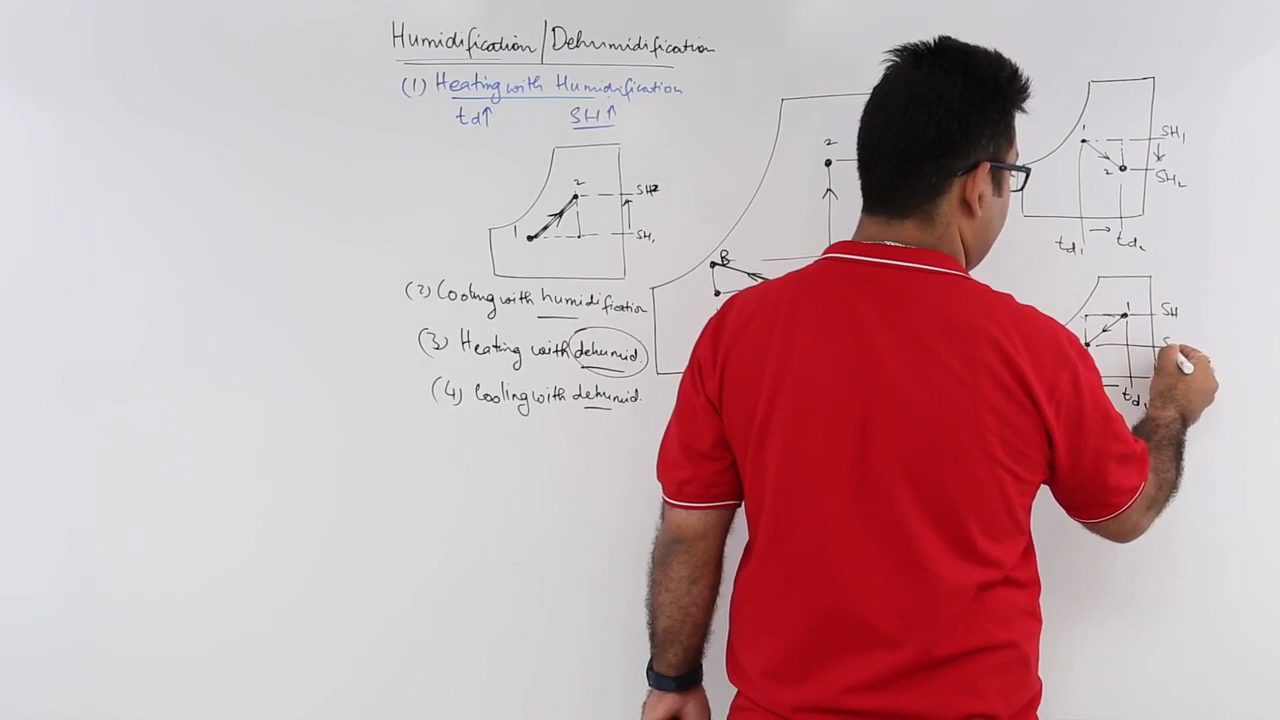 Humidification/Dehumidification
(1) Heating with Humidification
td↑ SH↑
1 2 SH2
SH1
(2) Cooling with humidification
(3) Heating with dehumid.
(4) Cooling with dehumid.
2
B
1 SH1
2 SH2
td1 → td2
1 SH
td1